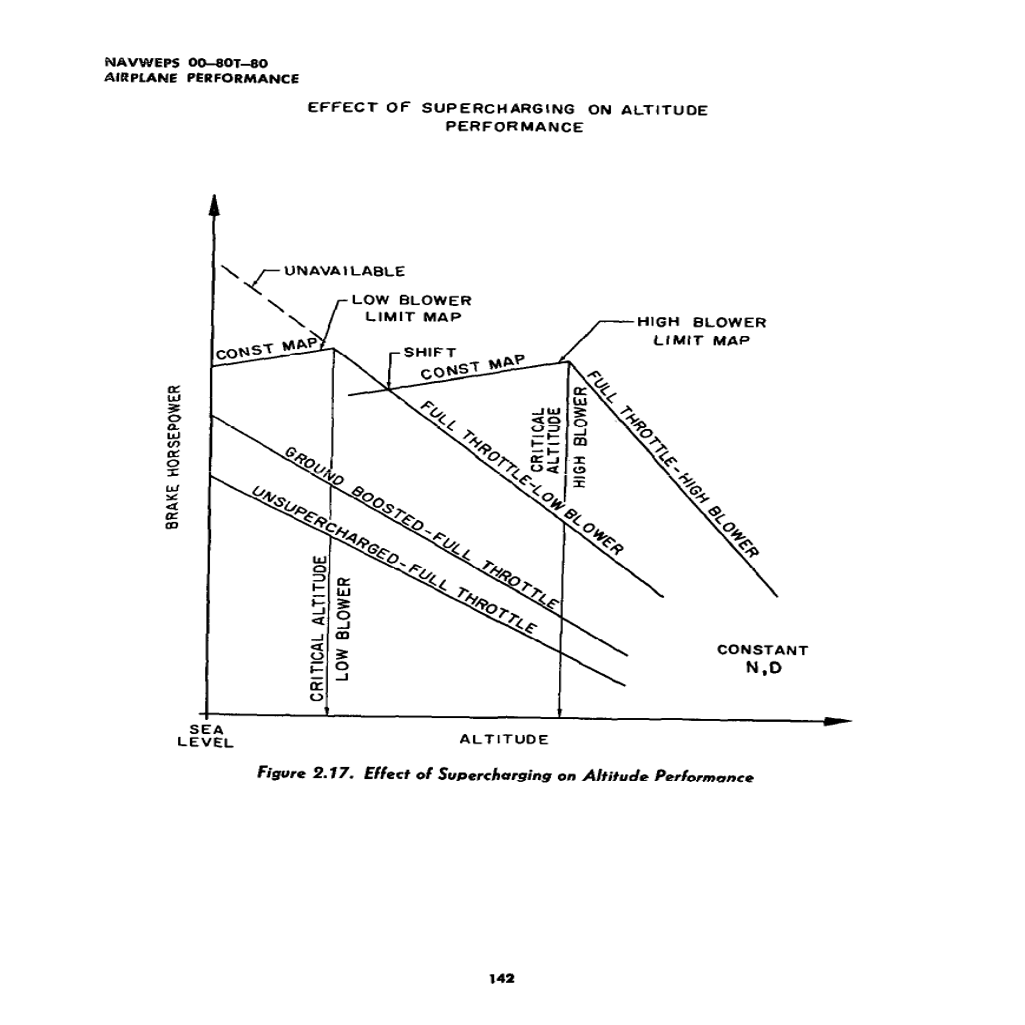 NAVWEPS 00–80T–80
AIRPLANE PERFORMANCE
EFFECT OF SUPERCHARGING ON ALTITUDE
PERFORMANCE
UNAVAILABLE
LOW BLOWER
LIMIT MAP
HIGH BLOWER
LIMIT MAP
CONST MAP
SHIFT
CONST MAP
FULL THROTTLE-HIGH BLOWER
FULL THROTTLE-LOW BLOWER
CRITICAL
ALTITUDE
HIGH BLOWER
BRAKE HORSEPOWER
GROUND BOOSTED-FULL THROTTLE
UNSUPERCHARGED-FULL THROTTLE
CRITICAL ALTITUDE
LOW BLOWER
CONSTANT
N,D
SEA
LEVEL
ALTITUDE
Figure 2.17. Effect of Supercharging on Altitude Performance
142